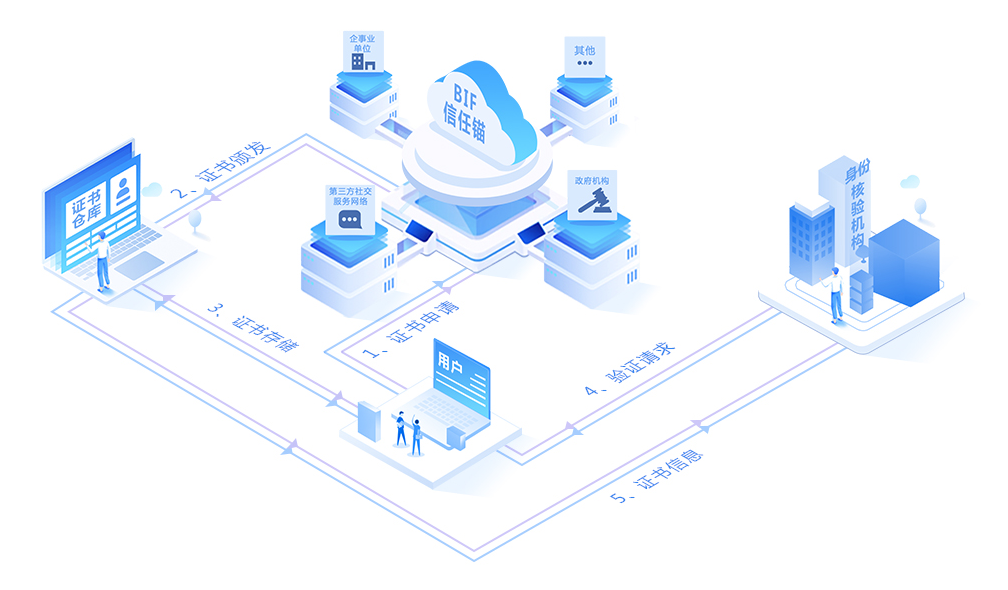 企事业
单位
其他
BIF
信任锚
2、证书颁发
证书
仓库
第三方社交
服务网络
政府机构
身份
核
验
机
构
3、证书存储
1、证书申请
用户
4、验证请求
5、证书信息